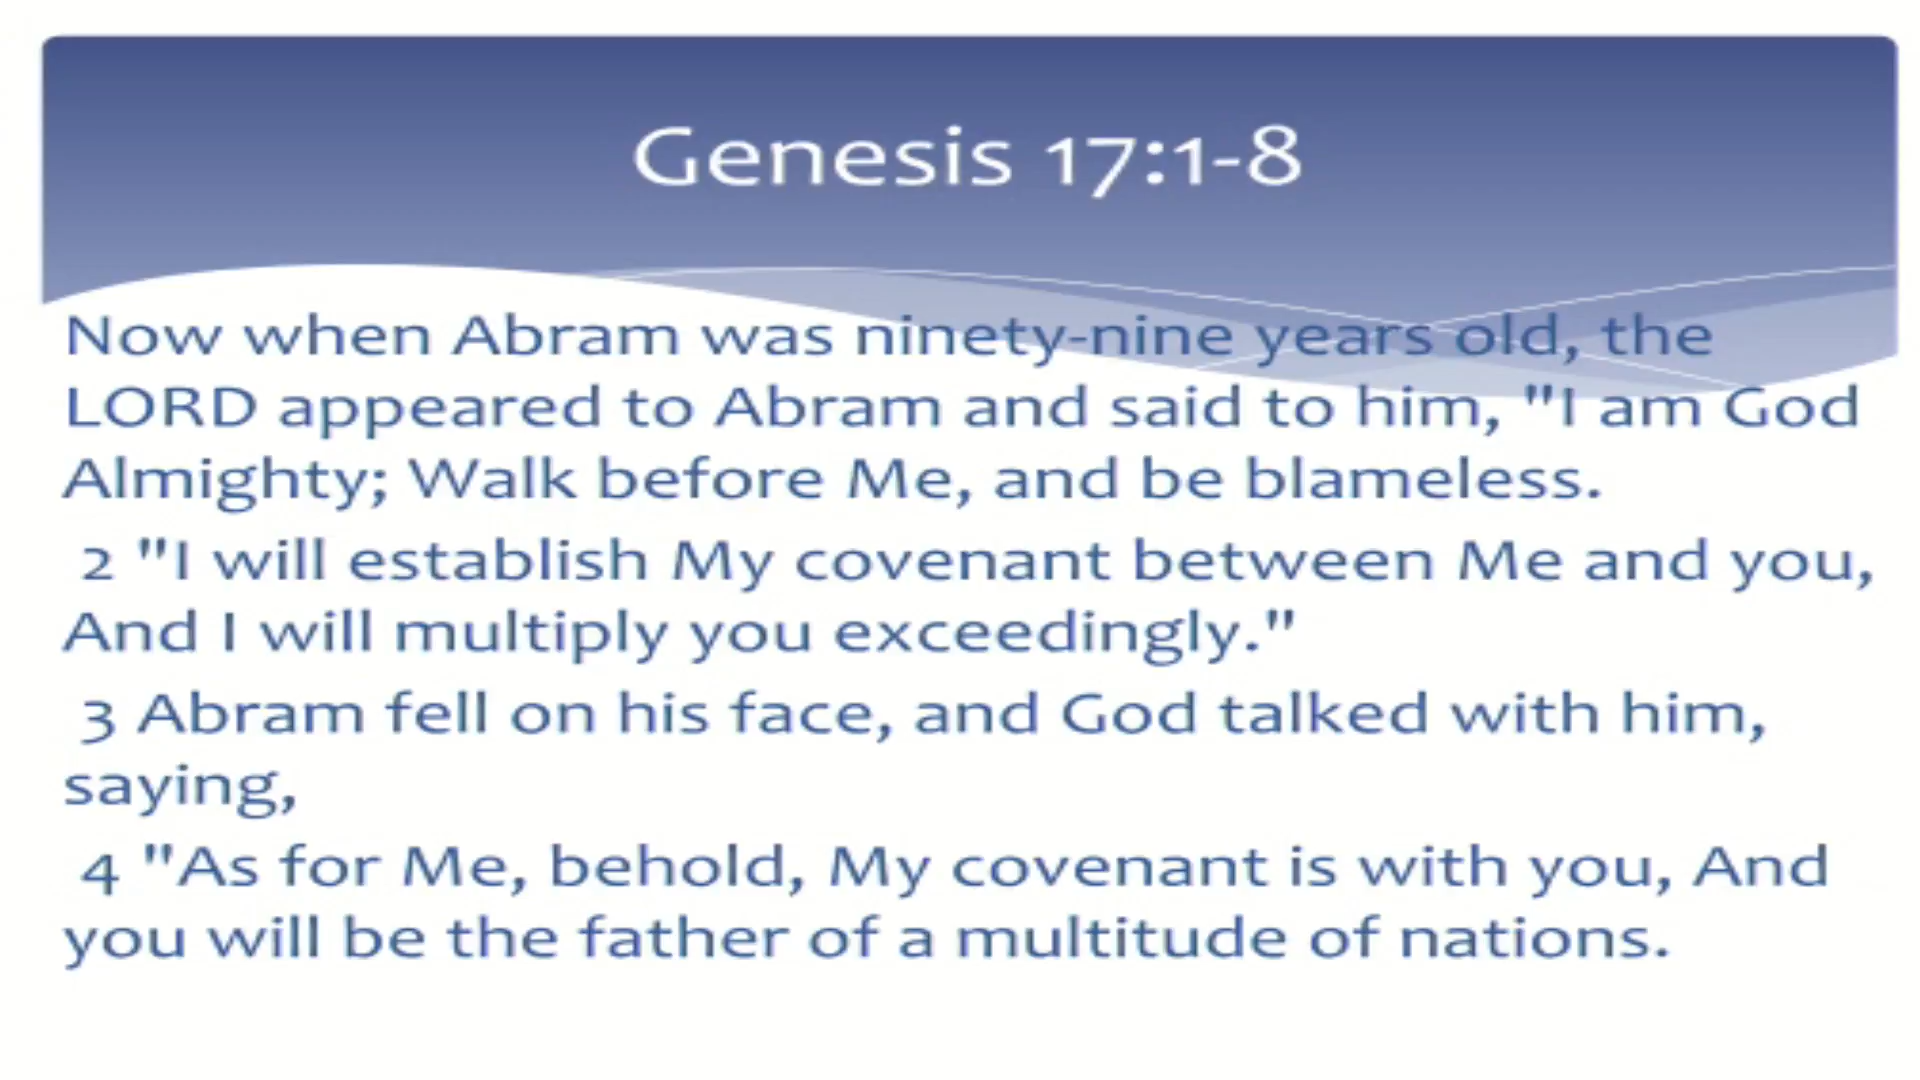 Genesis 17:1-8
Now when Abram was ninety-nine years old, the
LORD appeared to Abram and said to him, "I am God
Almighty; Walk before Me, and be blameless.
2 "I will establish My covenant between Me and you,
And I will multiply you exceedingly."
3 Abram fell on his face, and God talked with him,
saying,
4 "As for Me, behold, My covenant is with you, And
you will be the father of a multitude of nations.